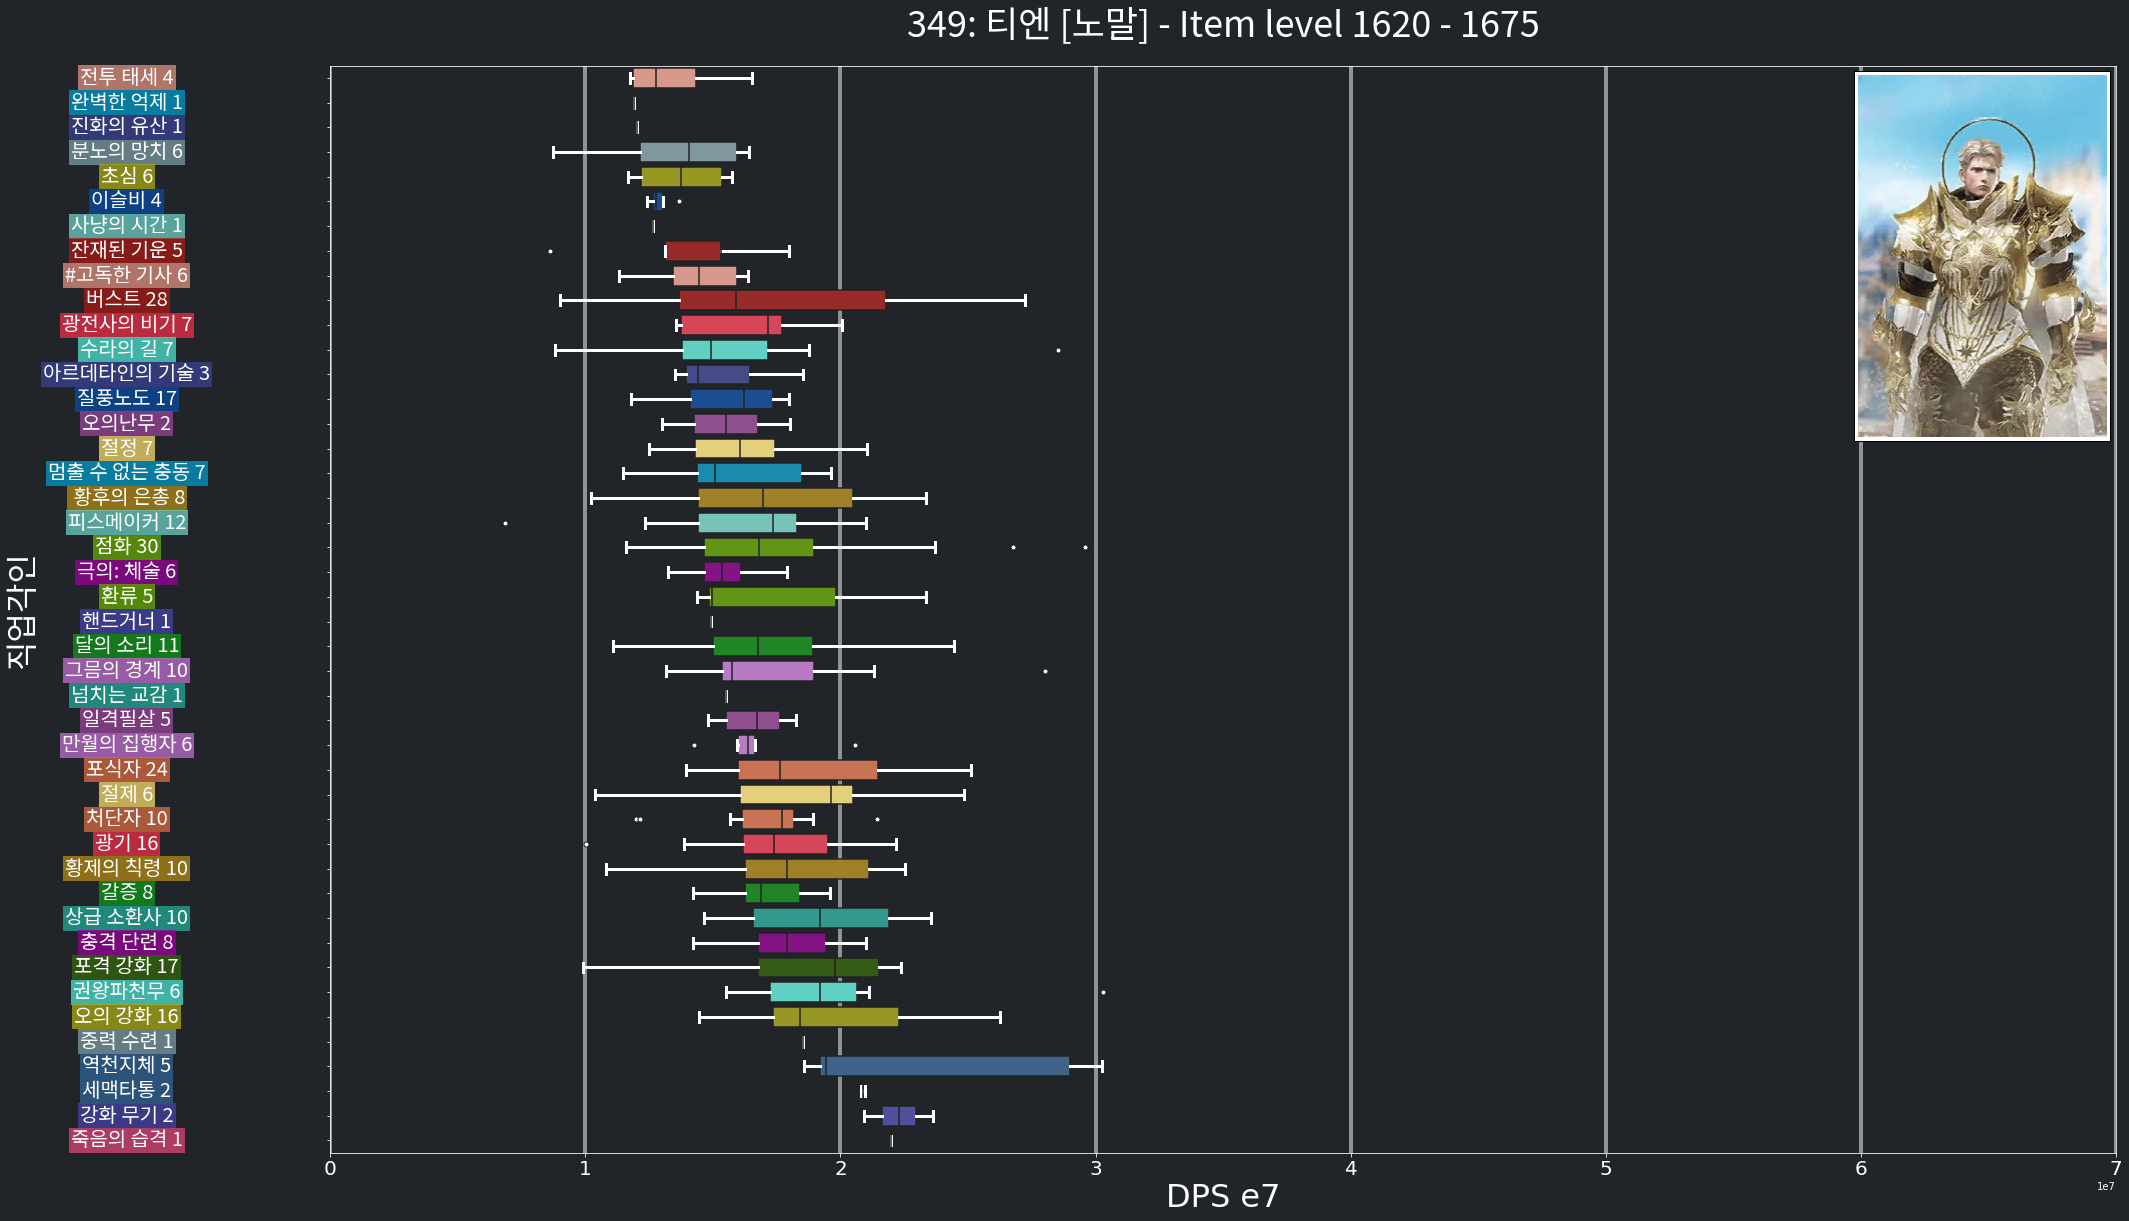 349: 티엔 [노말] - Item level 1620 - 1675
전투 태세 4
완벽한 억제 1
진화의 유산 1
분노의 망치 6
초심 6
이슬비 4
사냥의 시간 1
잔재된 기운 5
#고독한 기사 6
버스트 28
광전사의 비기 7
수라의 길 7
아르데타인의 기술 3
질풍노도 17
오의난무 2
절정 7
멈출 수 없는 충동 7
황후의 은총 8
피스메이커 12
점화 30
극의: 체술 6
환류 5
핸드거너 1
달의 소리 11
그믐의 경계 10
넘치는 교감 1
일격필살 5
만월의 집행자 6
포식자 24
절제 6
처단자 10
광기 16
황제의 칙령 10
갈증 8
상급 소환사 10
충격 단련 8
포격 강화 17
권왕파천무 6
오의 강화 16
중력 수련 1
역천지체 5
세맥타통 2
강화 무기 2
죽음의 습격 1
직업각인
0 1 2 3 4 5 6 7
1e7
DPS e7